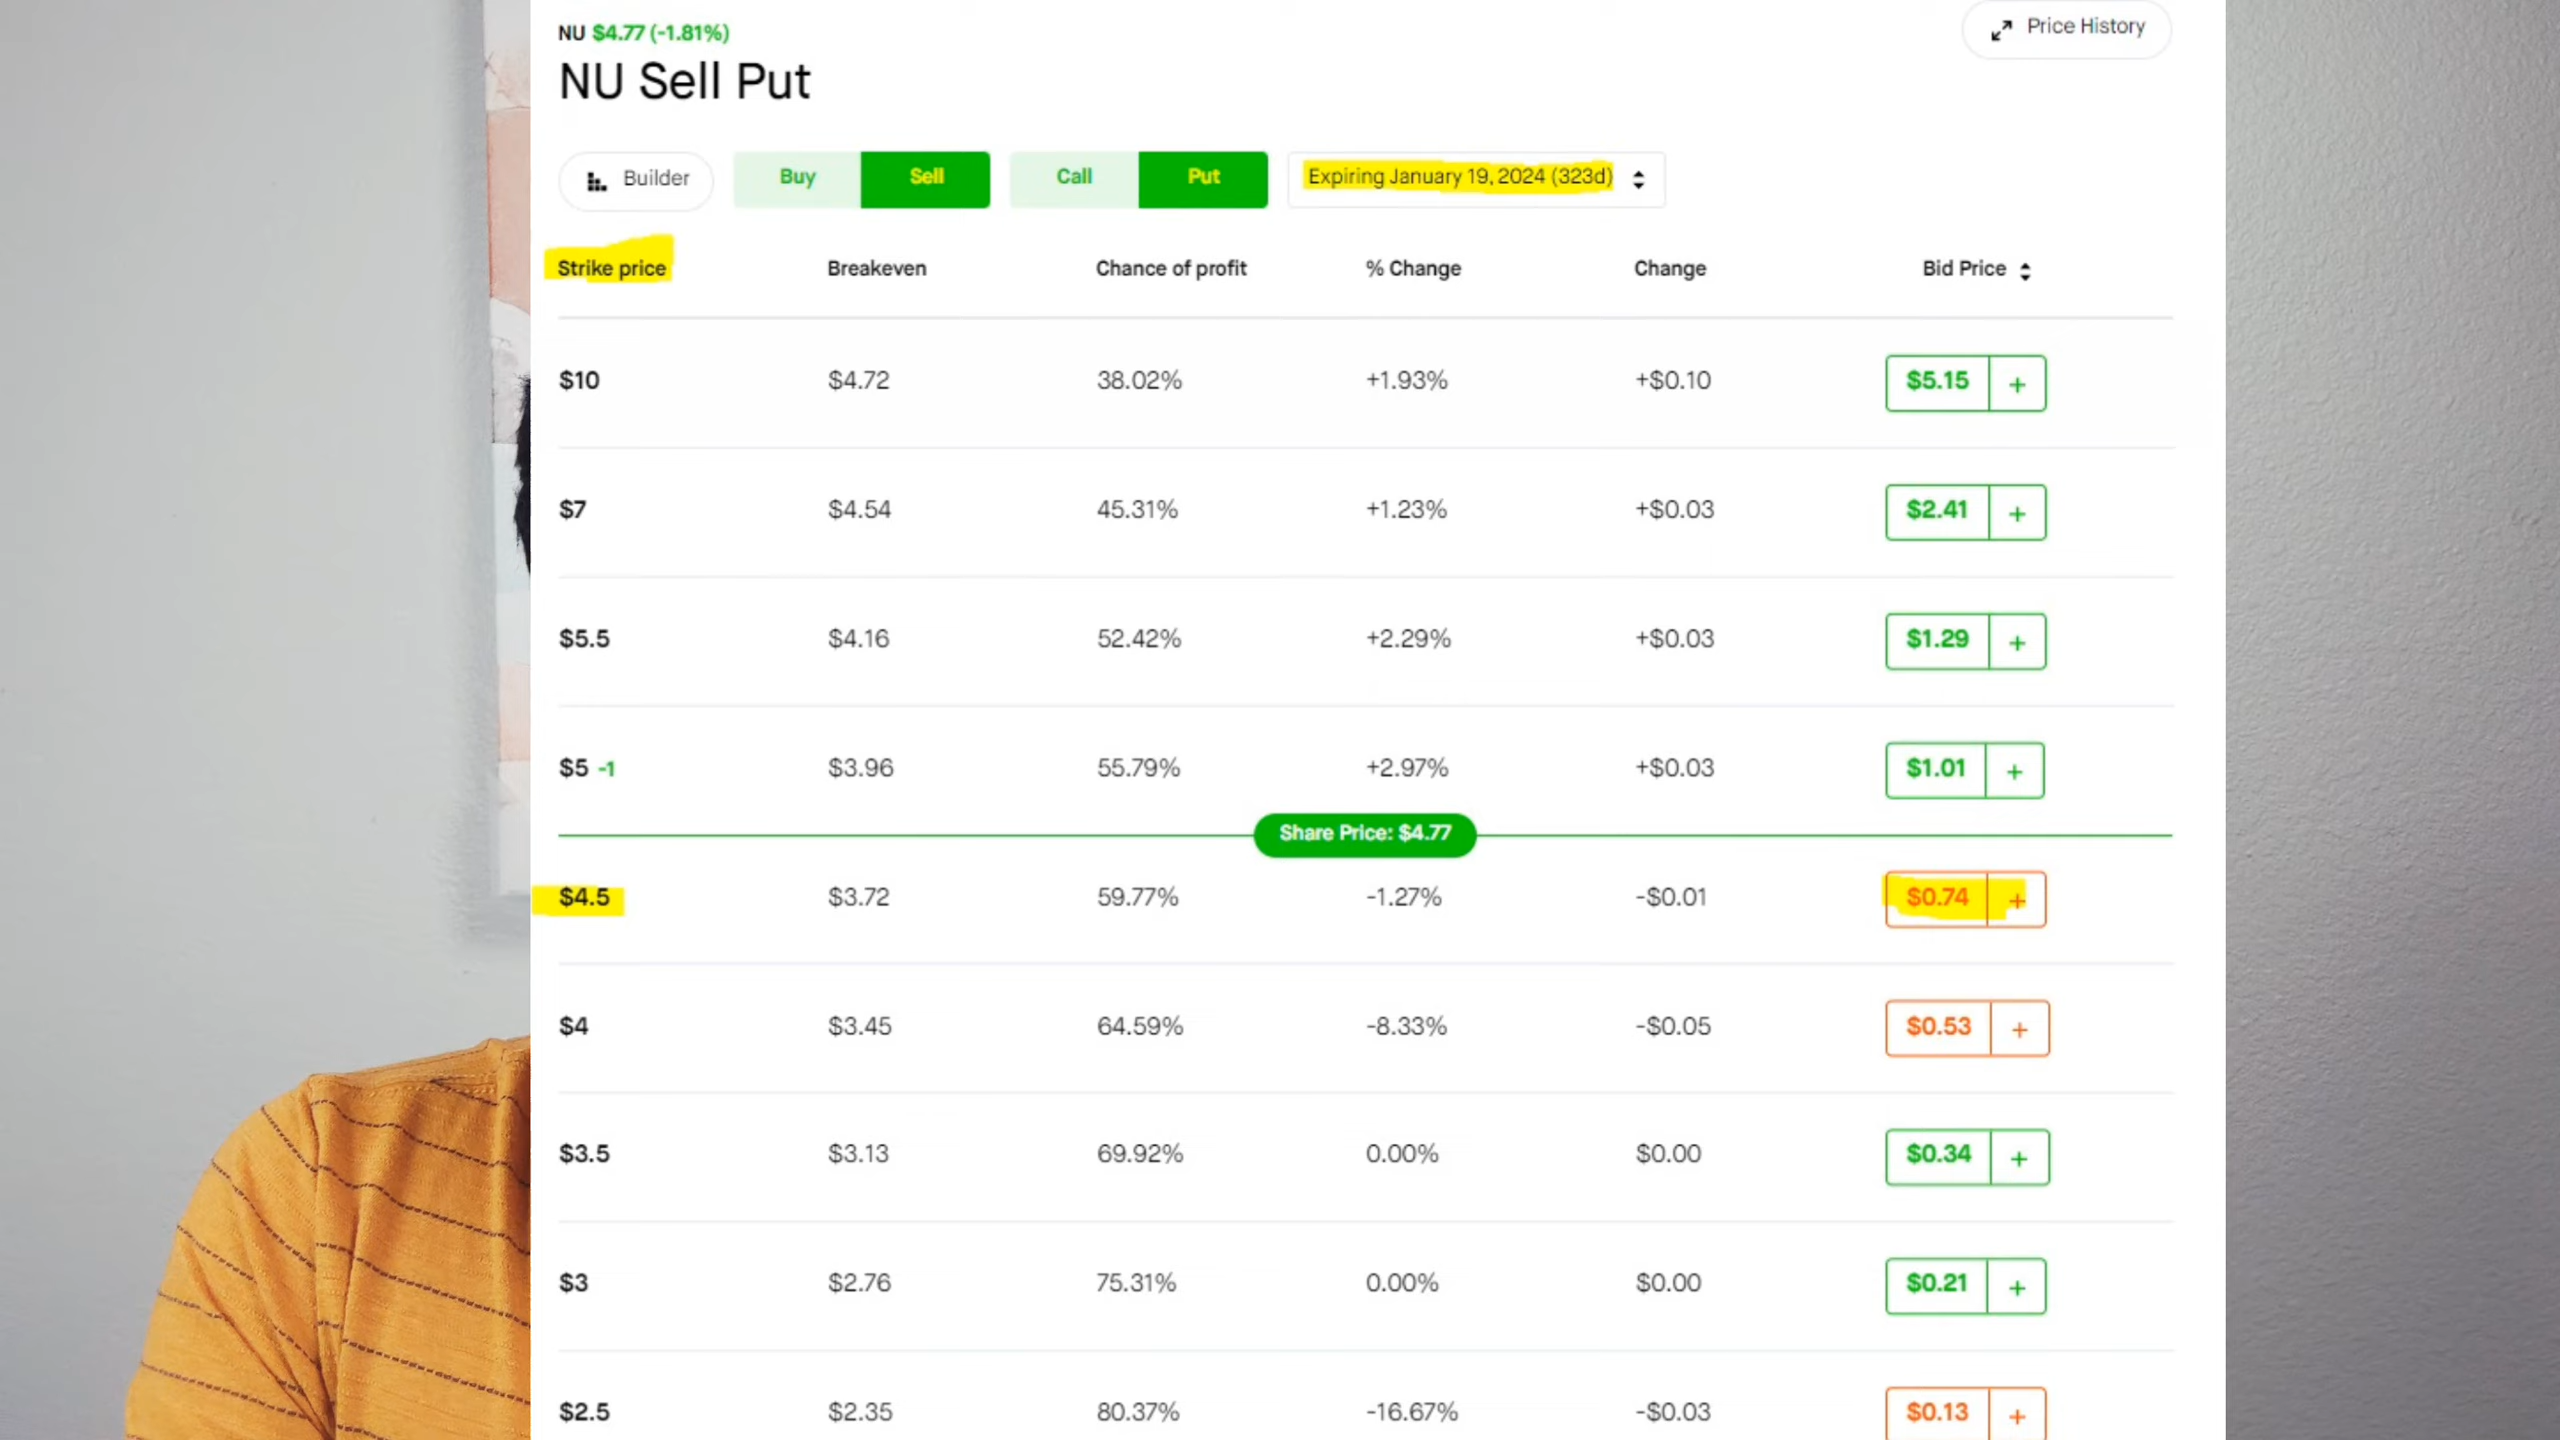 NU $4.77 (-1.81%)
Price History
NU Sell Put
Builder
Buy Sell
Call Put
Expiring January 19, 2024 (323d)
Strike price Breakeven Chance of profit % Change Change Bid Price
$10 $4.72 38.02% +1.93% +$0.10 $5.15 +
$7 $4.54 45.31% +1.23% +$0.03 $2.41 +
$5.5 $4.16 52.42% +2.29% +$0.03 $1.29 +
$5 -1 $3.96 55.79% +2.97% +$0.03 $1.01 +
Share Price: $4.77
$4.5 $3.72 59.77% -1.27% -$0.01 $0.74 +
$4 $3.45 64.59% -8.33% -$0.05 $0.53 +
$3.5 $3.13 69.92% 0.00% $0.00 $0.34 +
$3 $2.76 75.31% 0.00% $0.00 $0.21 +
$2.5 $2.35 80.37% -16.67% -$0.03 $0.13 +